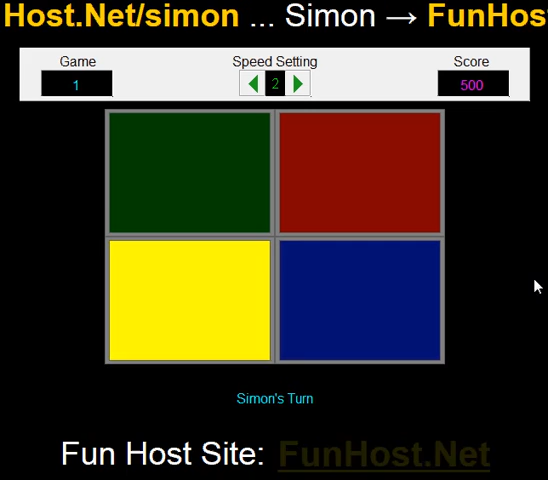 Host.Net/simon ... Simon → FunHos
Game Speed Setting Score
1 2 500
Simon's Turn
Fun Host Site: FunHost.Net